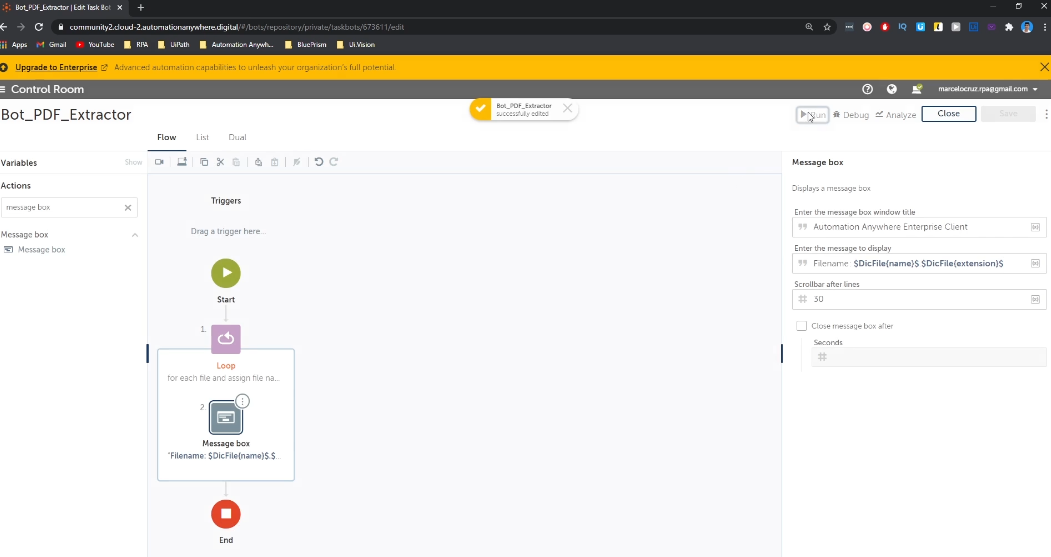 Bot_PDF_Extractor | Edit Task Bot
community2.cloud-2.automationanywhere.digital/#/bots/repository/private/taskbots/673611/edit
Apps Gmail YouTube RPA UiPath Automation Anywh... BluePrism Ui.Vision
Upgrade to Enterprise Advanced automation capabilities to unleash your organization's full potential.
Control Room
marcelocruz.rpa@gmail.com
Bot_PDF_Extractor
Bot_PDF_Extractor
successfully edited
Run Debug Analyze Close Save
Flow List Dual
Variables Show
Actions
message box
Message box
Message box
Triggers
Drag a trigger here...
Start
1.
Loop
for each file and assign file na...
2.
Message box
"Filename: $DicFile{name}$.$...
End
Message box
Displays a message box
Enter the message box window title
Automation Anywhere Enterprise Client
Enter the message to display
Filename: $DicFile{name}$.$DicFile{extension}$
Scrollbar after lines
30
Close message box after
Seconds